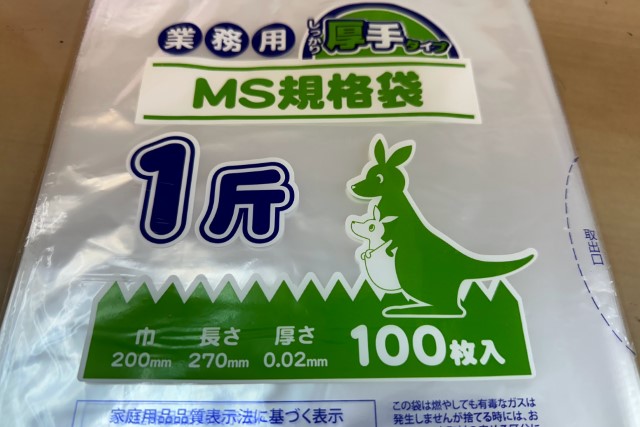 業務用
しっかり厚手タイプ
MS規格袋
1斤
取出口
巾 長さ 厚さ
200mm 270mm 0.02mm
100枚入
家庭用品品質表示法に基づく表示
この袋は燃やしても有毒なガスは
発生しませんが捨てる時には、お